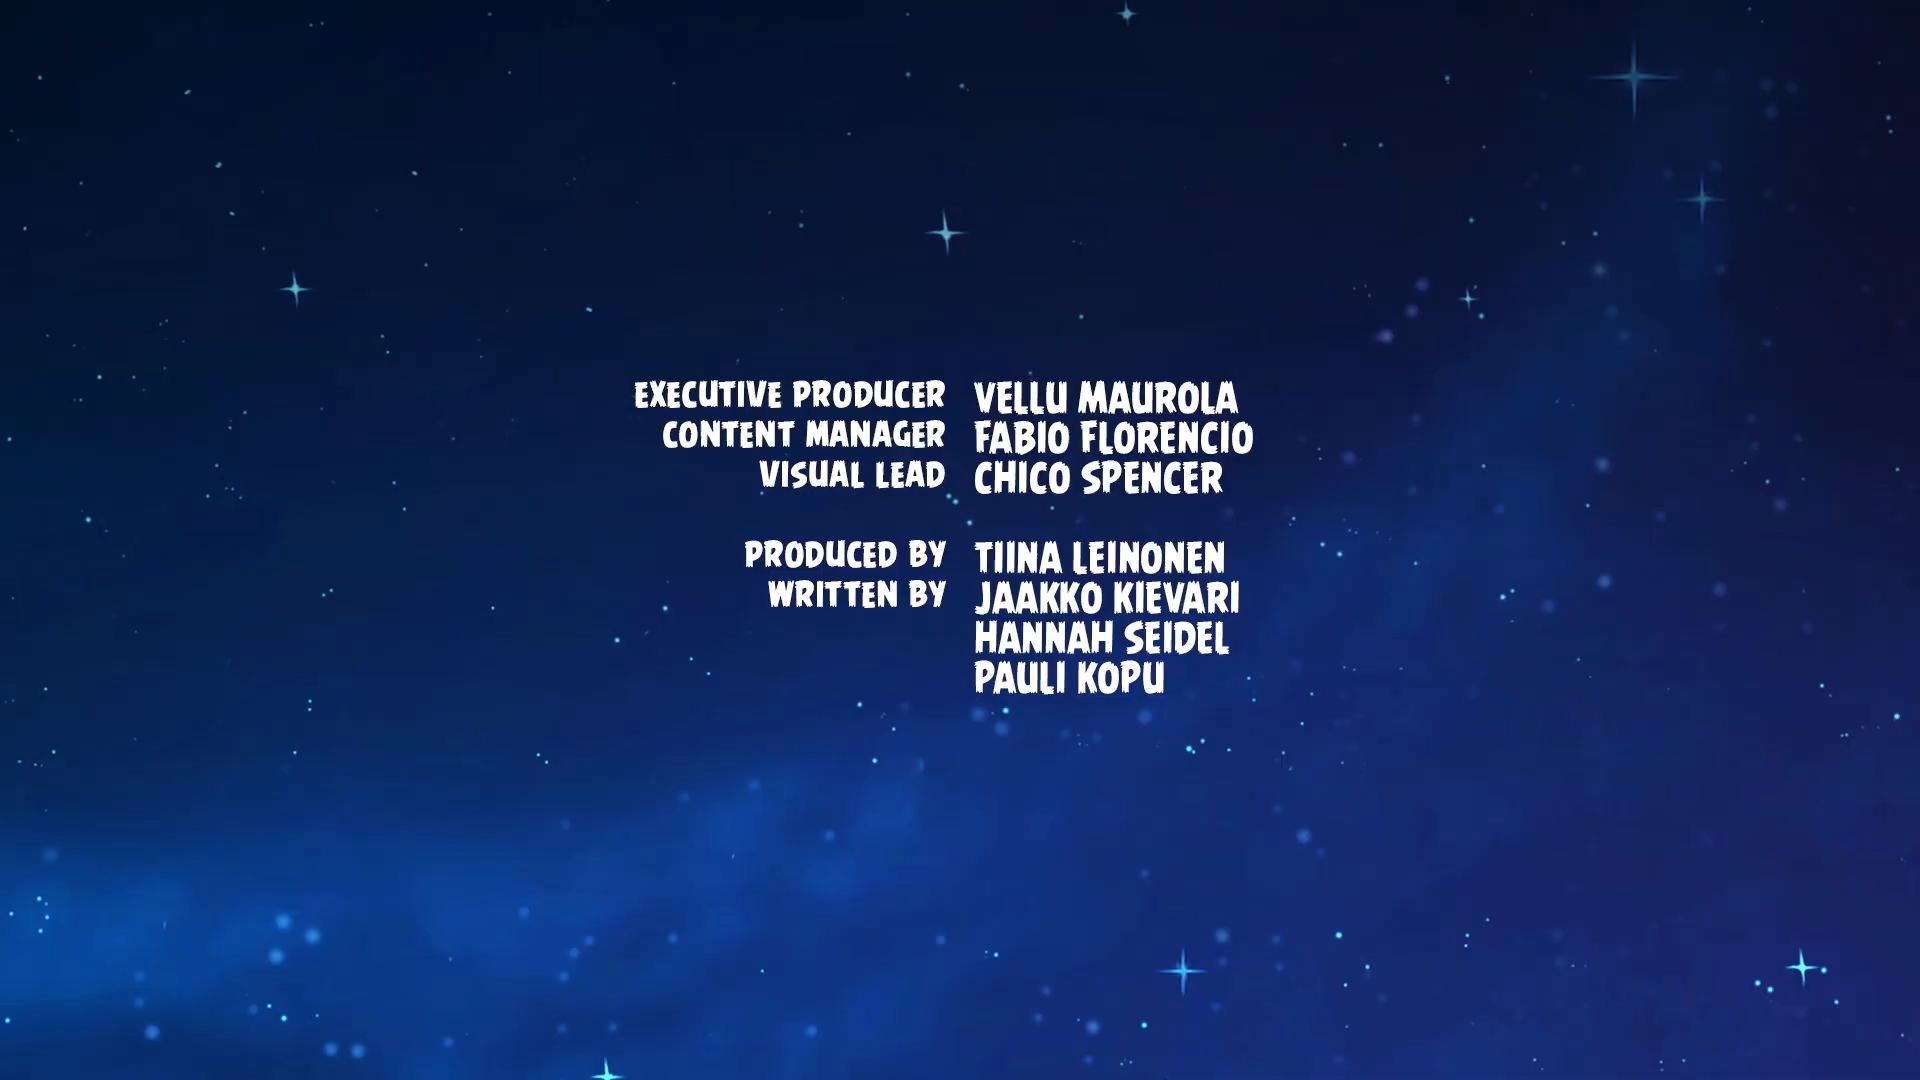 EXECUTIVE PRODUCER VELLU MAUROLA
CONTENT MANAGER FABIO FLORENCIO
VISUAL LEAD CHICO SPENCER
PRODUCED BY TIINA LEINONEN
WRITTEN BY JAAKKO KIEVARI
HANNAH SEIDEL
PAULI KOPU